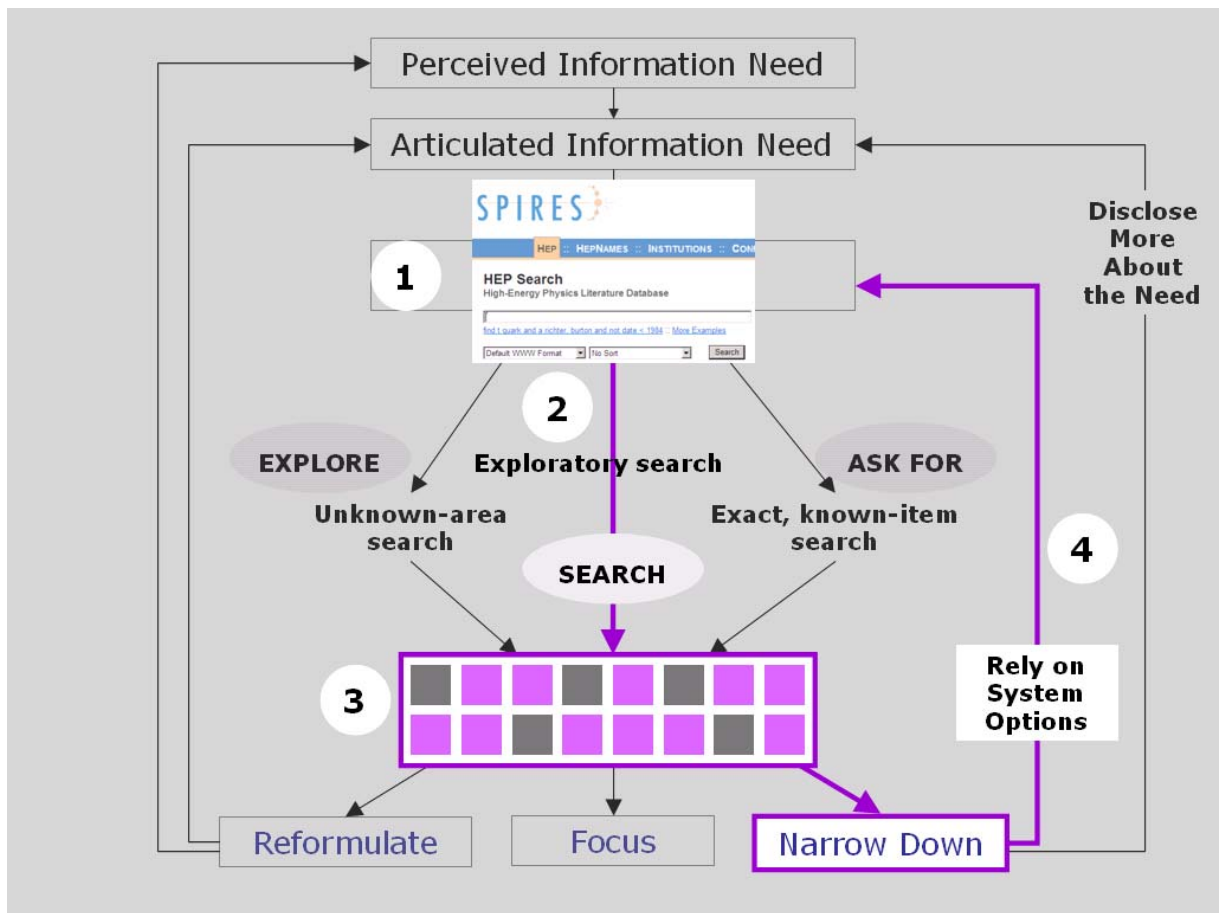 Perceived Information Need
Articulated Information Need
SPIRES
HEP :: HEPNAMES :: INSTITUTIONS ::
HEP Search
High-Energy Physics Literature Database
find t quark and a richter, burton and not date < 1984 :: More Examples
Default WWW Format
No Sort
Search
1
Disclose
More
About
the Need
2
EXPLORE
Exploratory search
ASK FOR
Unknown-area
search
Exact, known-item
search
SEARCH
4
3
Rely on
System
Options
Reformulate
Focus
Narrow Down